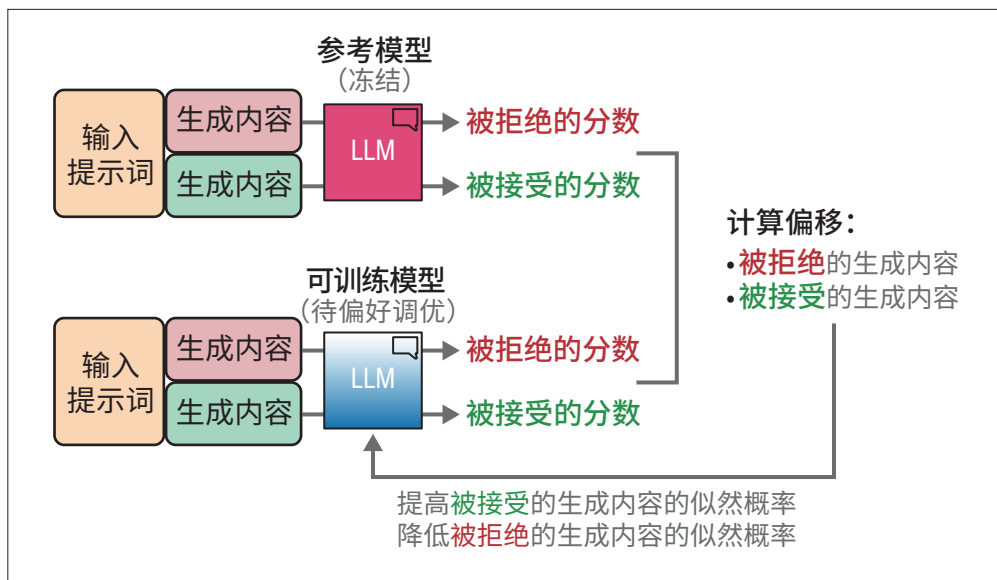 参考模型
（冻结）
输入
提示词
生成内容
生成内容
LLM
被拒绝的分数
被接受的分数
计算偏移：
•被拒绝的生成内容
•被接受的生成内容
可训练模型
（待偏好调优）
输入
提示词
生成内容
生成内容
LLM
被拒绝的分数
被接受的分数
提高被接受的生成内容的似然概率
降低被拒绝的生成内容的似然概率